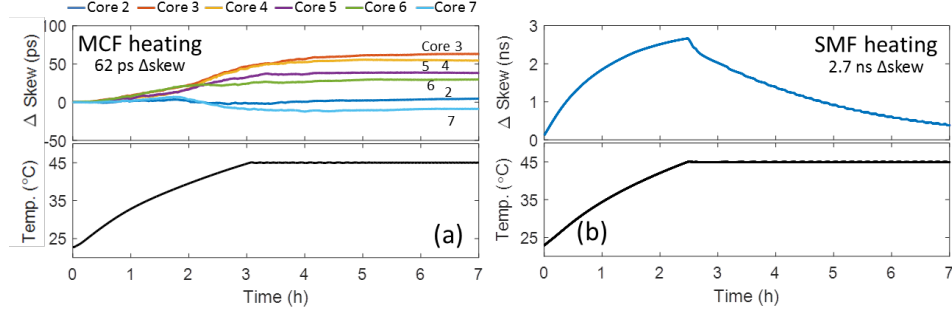 Core 2 Core 3 Core 4 Core 5 Core 6 Core 7
MCF heating
62 ps Δskew
Core 3
5 4
6
2
7
100
50
0
-50
Δ Skew (ps)
45
35
25
Temp. (°C)
(a)
0 1 2 3 4 5 6 7
Time (h)
SMF heating
2.7 ns Δskew
3
2
1
0
Δ Skew (ns)
45
35
25
Temp. (°C)
(b)
0 1 2 3 4 5 6 7
Time (h)